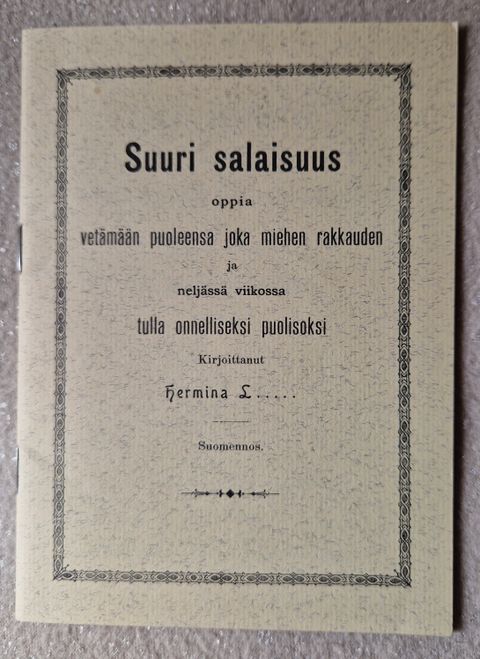 Suuri salaisuus
oppia
vetämään puoleensa joka miehen rakkauden
ja
neljässä viikossa
tulla onnelliseksi puolisoksi
Kirjoittanut
Hermina L.....
Suomennos.